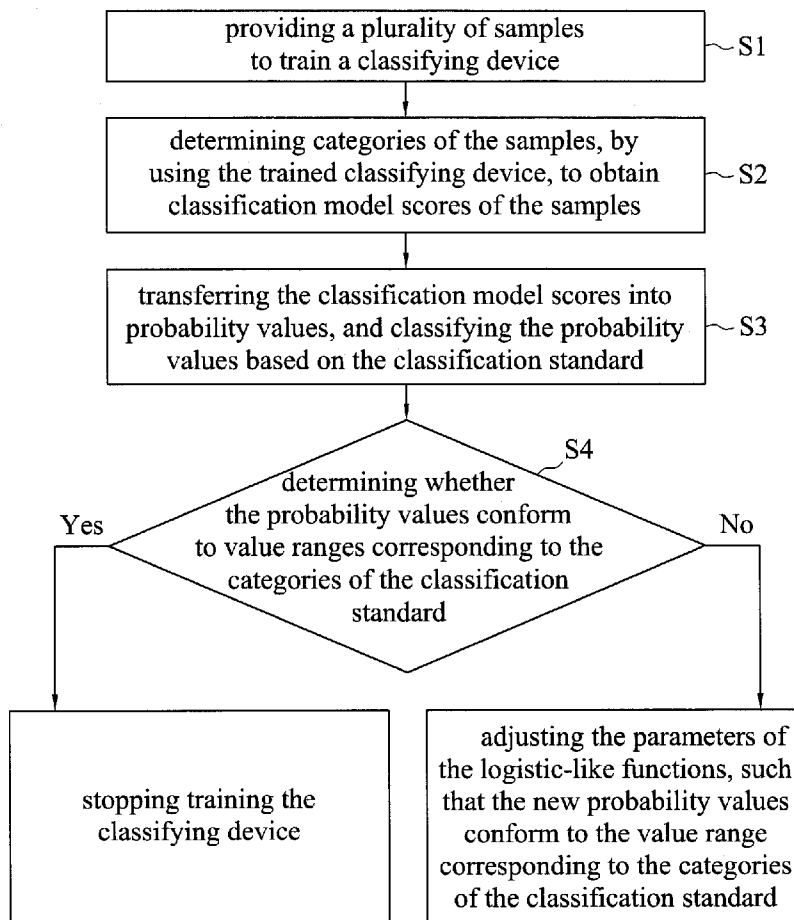 providing a plurality of samples
to train a classifying device
S1
determining categories of the samples, by
using the trained classifying device, to obtain
classification model scores of the samples
S2
transferring the classification model scores into
probability values, and classifying the probability
values based on the classification standard
S3
S4
determining whether
the probability values conform
to value ranges corresponding to the
categories of the classification
standard
Yes
No
stopping training the
classifying device
adjusting the parameters of
the logistic-like functions, such
that the new probability values
conform to the value range
corresponding to the categories
of the classification standard